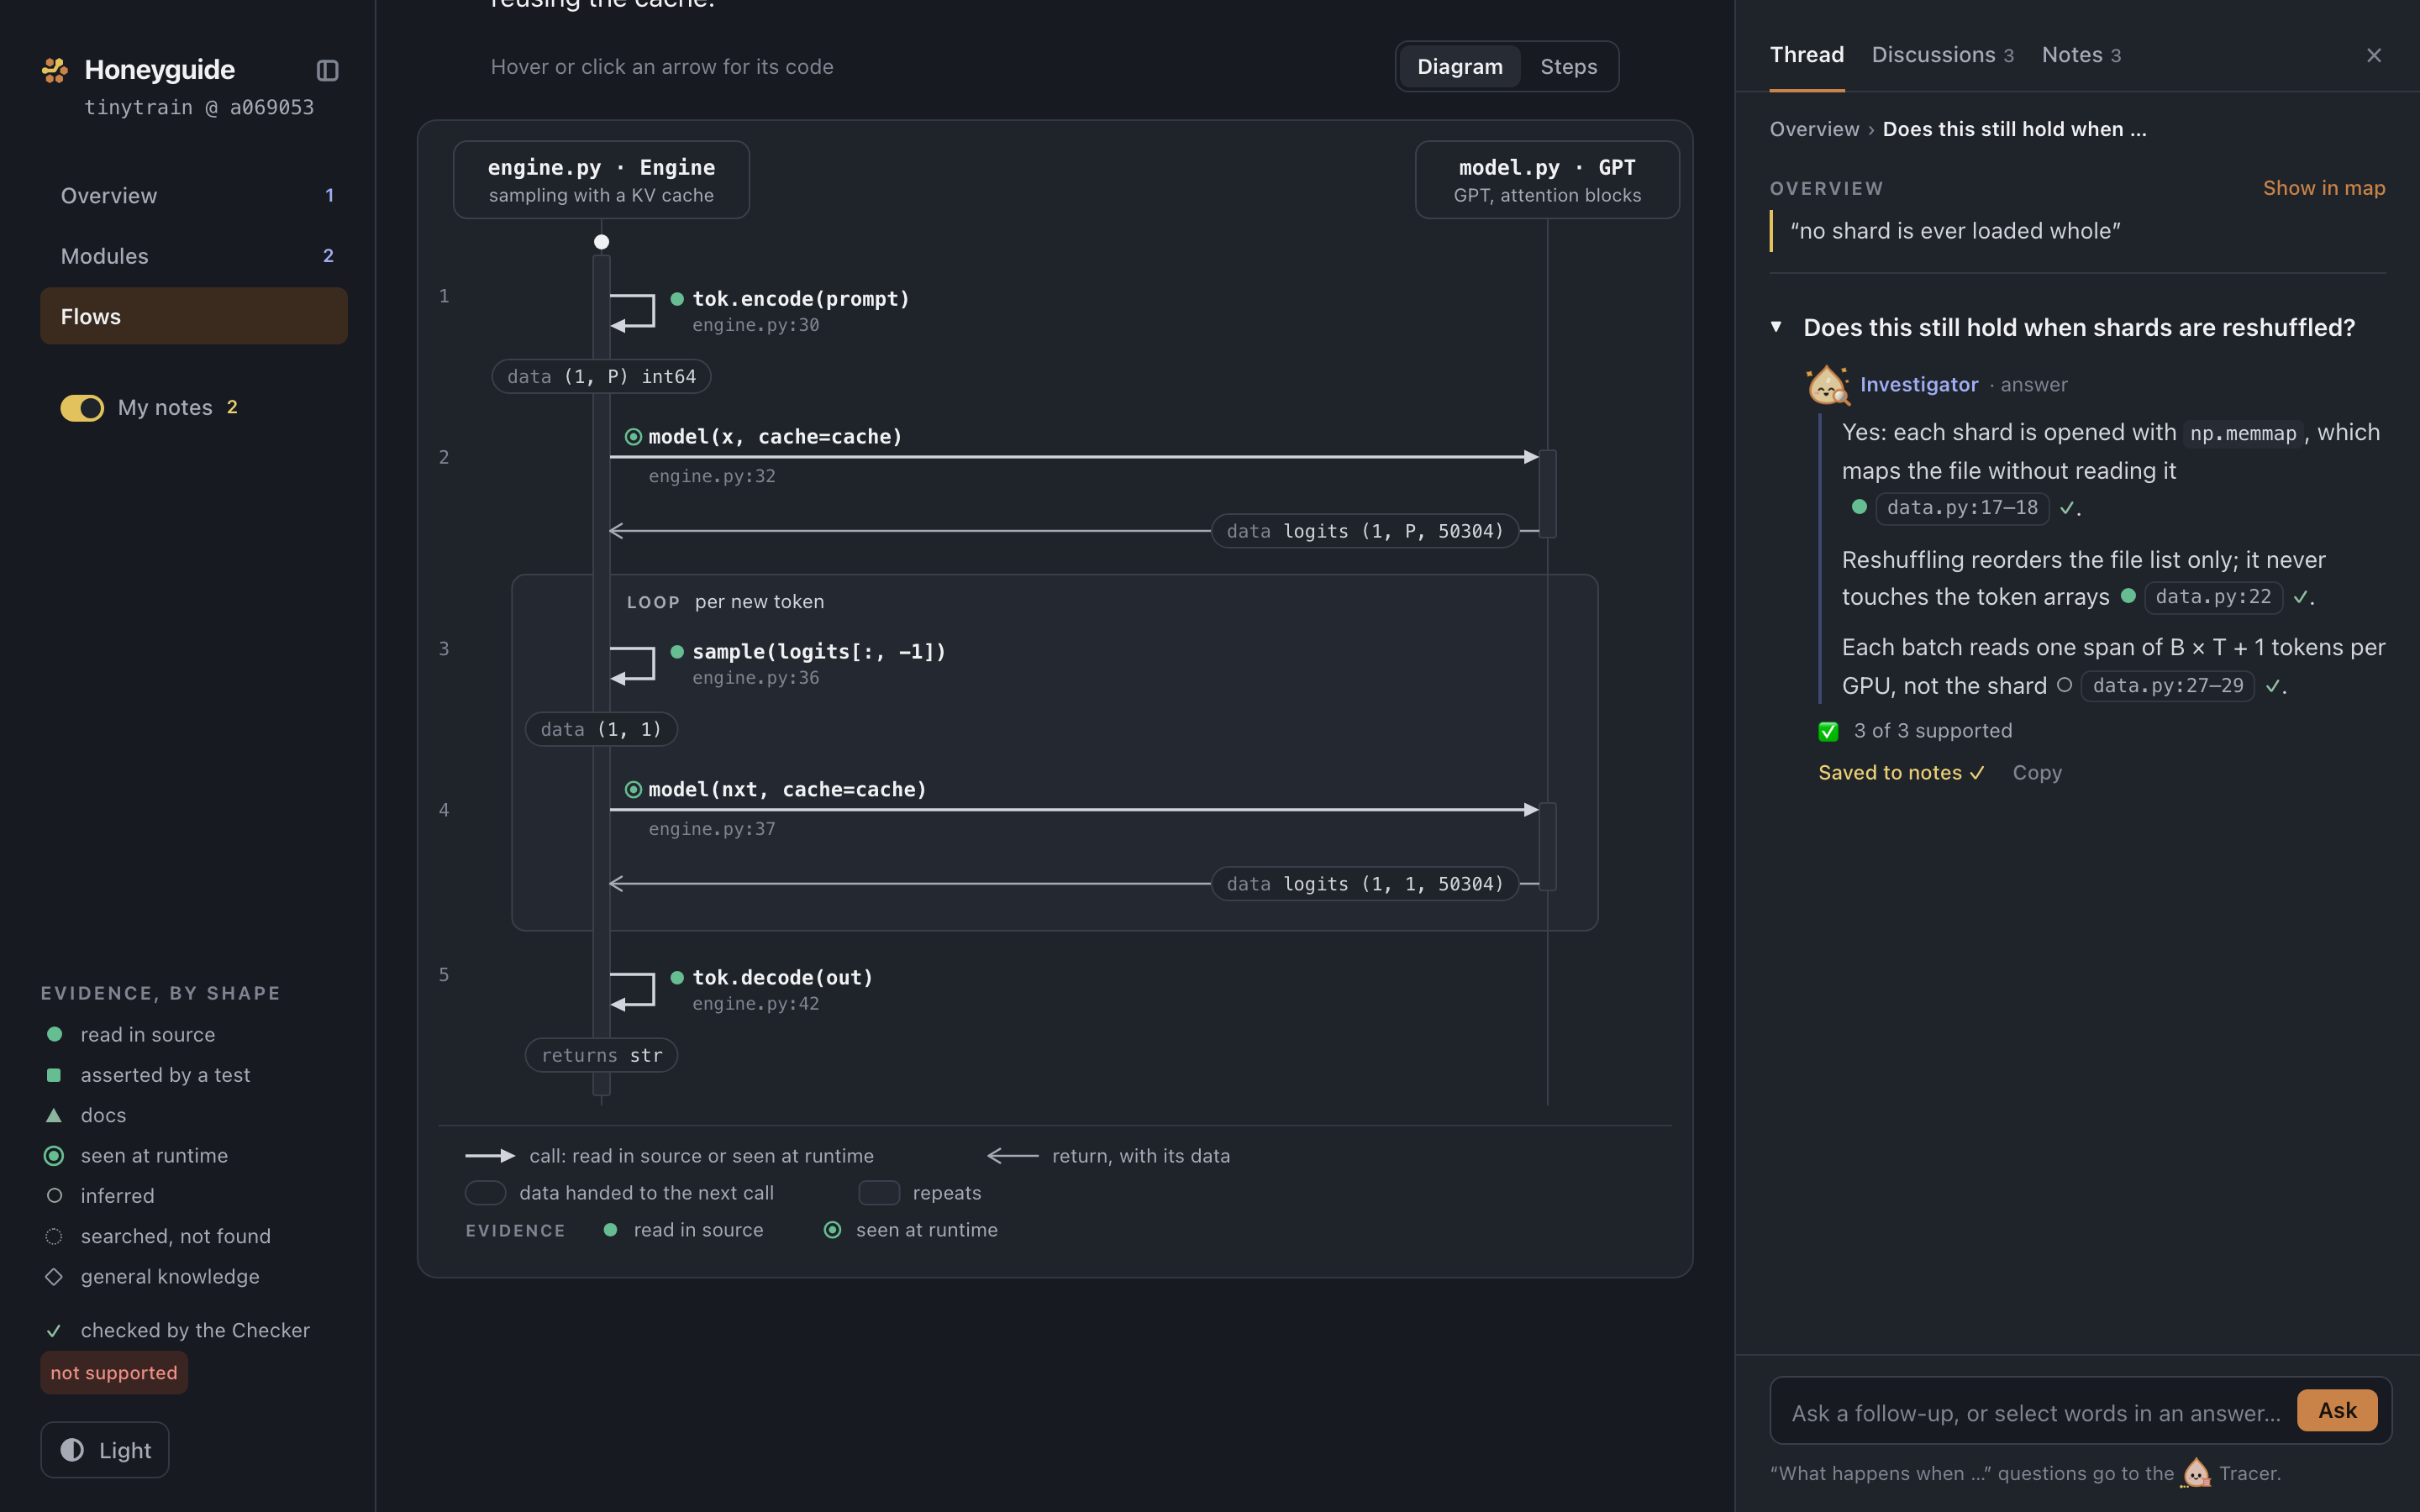 Honeyguide
tinytrain @ a069053
Overview 1
Modules 2
Flows
My notes 2
EVIDENCE, BY SHAPE
read in source
asserted by a test
docs
seen at runtime
inferred
searched, not found
general knowledge
✓ checked by the Checker
not supported
Light
reusing the cache.
Hover or click an arrow for its code
Diagram Steps
engine.py · Engine
sampling with a KV cache
model.py · GPT
GPT, attention blocks
1
tok.encode(prompt)
engine.py:30
data (1, P) int64
model(x, cache=cache)
2
engine.py:32
data logits (1, P, 50304)
LOOP per new token
3
sample(logits[:, −1])
engine.py:36
data (1, 1)
model(nxt, cache=cache)
4
engine.py:37
data logits (1, 1, 50304)
5
tok.decode(out)
engine.py:42
returns str
call: read in source or seen at runtime
return, with its data
data handed to the next call
repeats
EVIDENCE read in source seen at runtime
Thread Discussions 3 Notes 3 ×
Overview › Does this still hold when ...
OVERVIEW Show in map
“no shard is ever loaded whole”
▼ Does this still hold when shards are reshuffled?
Investigator · answer
Yes: each shard is opened with np.memmap, which
maps the file without reading it
data.py:17–18 ✓.
Reshuffling reorders the file list only; it never
touches the token arrays data.py:22 ✓.
Each batch reads one span of B × T + 1 tokens per
GPU, not the shard data.py:27–29 ✓.
✅ 3 of 3 supported
Saved to notes ✓ Copy
Ask a follow-up, or select words in an answer... Ask
“What happens when ...” questions go to the Tracer.